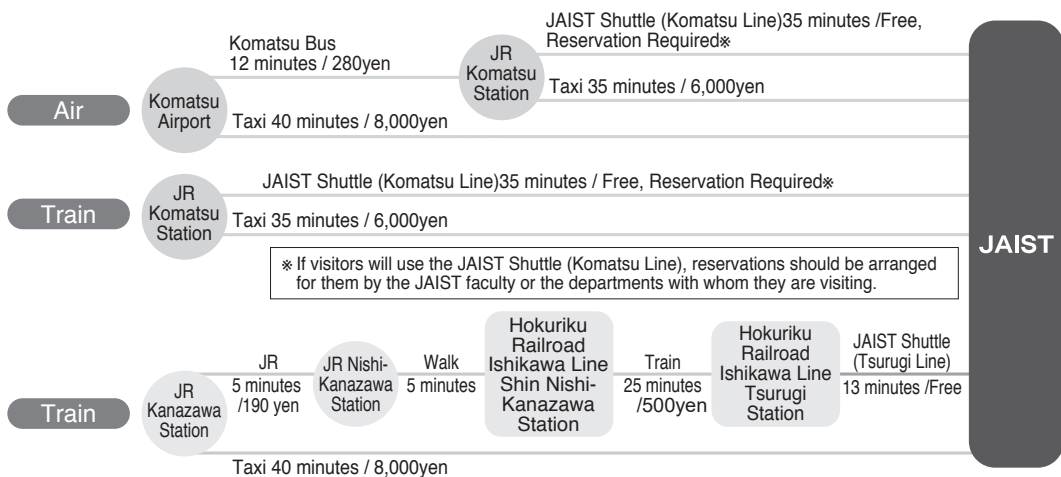 Air
Komatsu
Airport
Komatsu Bus
12 minutes / 280yen
JR
Komatsu
Station
JAIST Shuttle (Komatsu Line)35 minutes /Free,
Reservation Required※
Taxi 35 minutes / 6,000yen
Taxi 40 minutes / 8,000yen
Train
JR
Komatsu
Station
JAIST Shuttle (Komatsu Line)35 minutes / Free, Reservation Required※
Taxi 35 minutes / 6,000yen
JAIST
※ If visitors will use the JAIST Shuttle (Komatsu Line), reservations should be arranged
for them by the JAIST faculty or the departments with whom they are visiting.
Train
JR
Kanazawa
Station
JR
5 minutes
/190 yen
JR Nishi-
Kanazawa
Station
Walk
5 minutes
Hokuriku
Railroad
Ishikawa Line
Shin Nishi-
Kanazawa
Station
Train
25 minutes
/500yen
Hokuriku
Railroad
Ishikawa Line
Tsurugi
Station
JAIST Shuttle
(Tsurugi Line)
13 minutes /Free
Taxi 40 minutes / 8,000yen